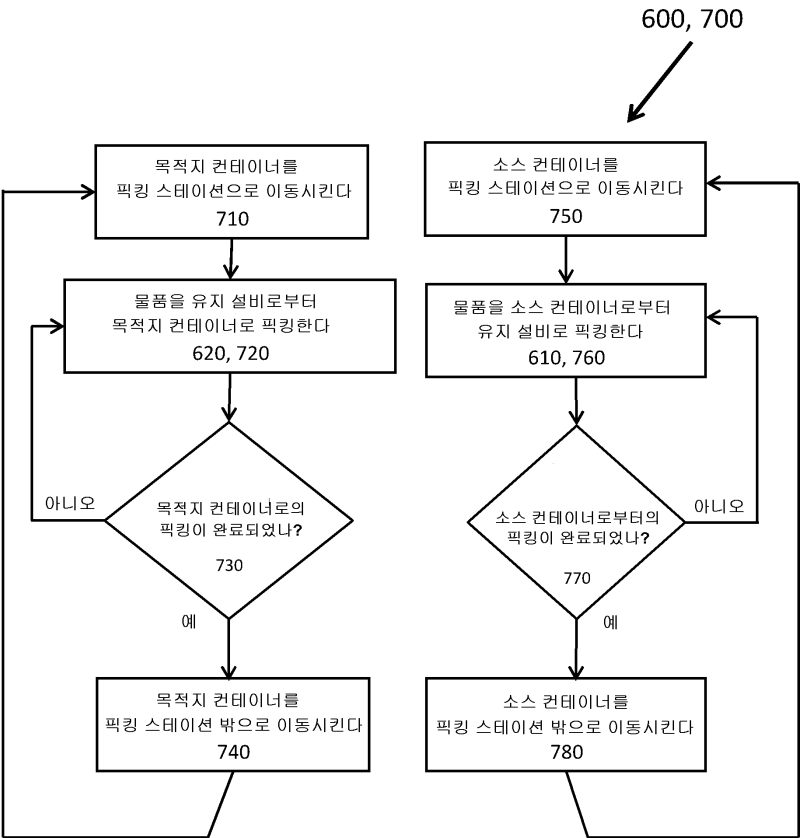 600, 700
목적지 컨테이너를
픽킹 스테이션으로 이동시킨다
710
물품을 유지 설비로부터
목적지 컨테이너로 픽킹한다
620, 720
아니오
목적지 컨테이너로의
픽킹이 완료되었나?
730
예
목적지 컨테이너를
픽킹 스테이션 밖으로 이동시킨다
740
소스 컨테이너를
픽킹 스테이션으로 이동시킨다
750
물품을 소스 컨테이너로부터
유지 설비로 픽킹한다
610, 760
아니오
소스 컨테이너로부터의
픽킹이 완료되었나?
770
예
소스 컨테이너를
픽킹 스테이션 밖으로 이동시킨다
780